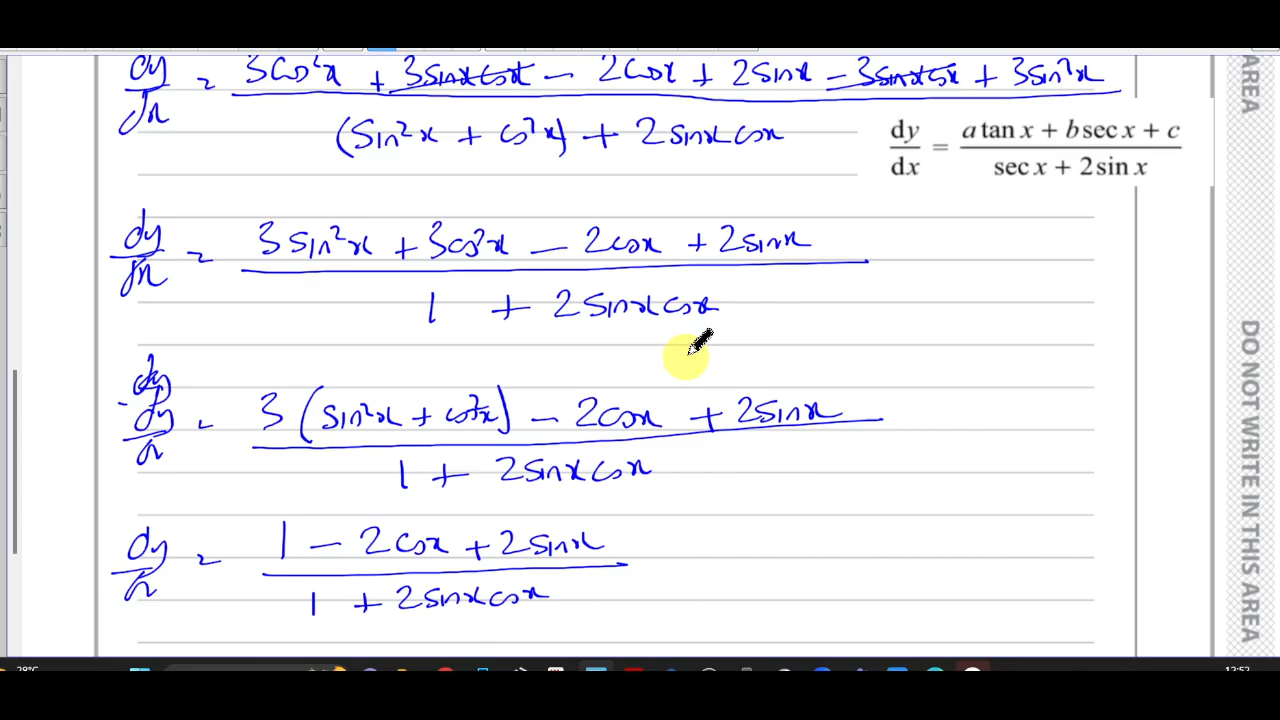 dy/dx = (3cos²x + 3sinxcosx − 2cosx + 2sinx − 3sinxcosx + 3sin²x) / ((sin²x + cos²x) + 2sinxcosx)
AREA
dy/dx = (a tan x + b sec x + c) / (sec x + 2 sin x)
dy/dx = (3sin²x + 3cos²x − 2cosx + 2sinx) / (1 + 2sinxcosx)
dy
dy/dx = (3(sin²x + cos²x) − 2cosx + 2sinx) / (1 + 2sinxcosx)
dy/dx = (1 − 2cosx + 2sinx) / (1 + 2sinxcosx)
DO NOT WRITE IN THIS AREA